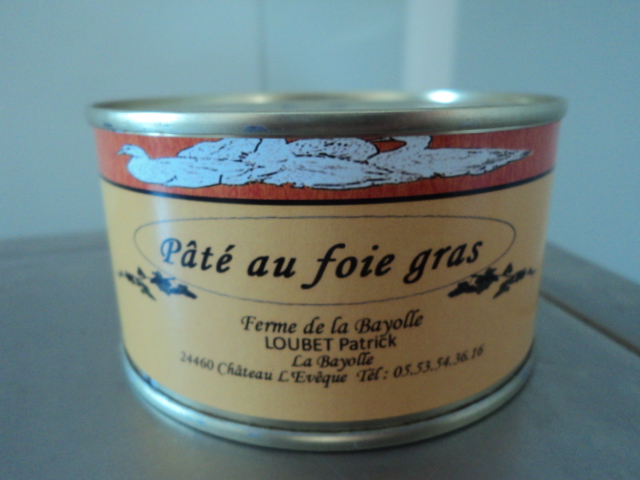 Pâté au foie gras
Ferme de la Bayolle
LOUBET Patrick
La Bayolle
24460 Château L'Evêque Tél : 05.53.54.36.16